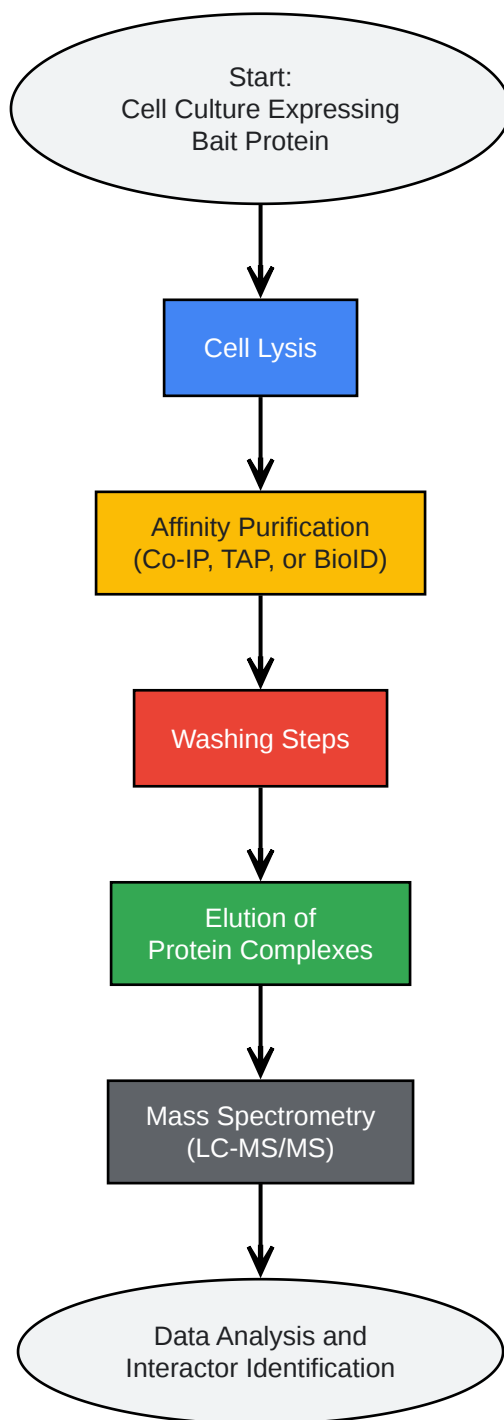 Start:
Cell Culture Expressing
Bait Protein
Cell Lysis
Affinity Purification
(Co-IP, TAP, or BioID)
Washing Steps
Elution of
Protein Complexes
Mass Spectrometry
(LC-MS/MS)
Data Analysis and
Interactor Identification